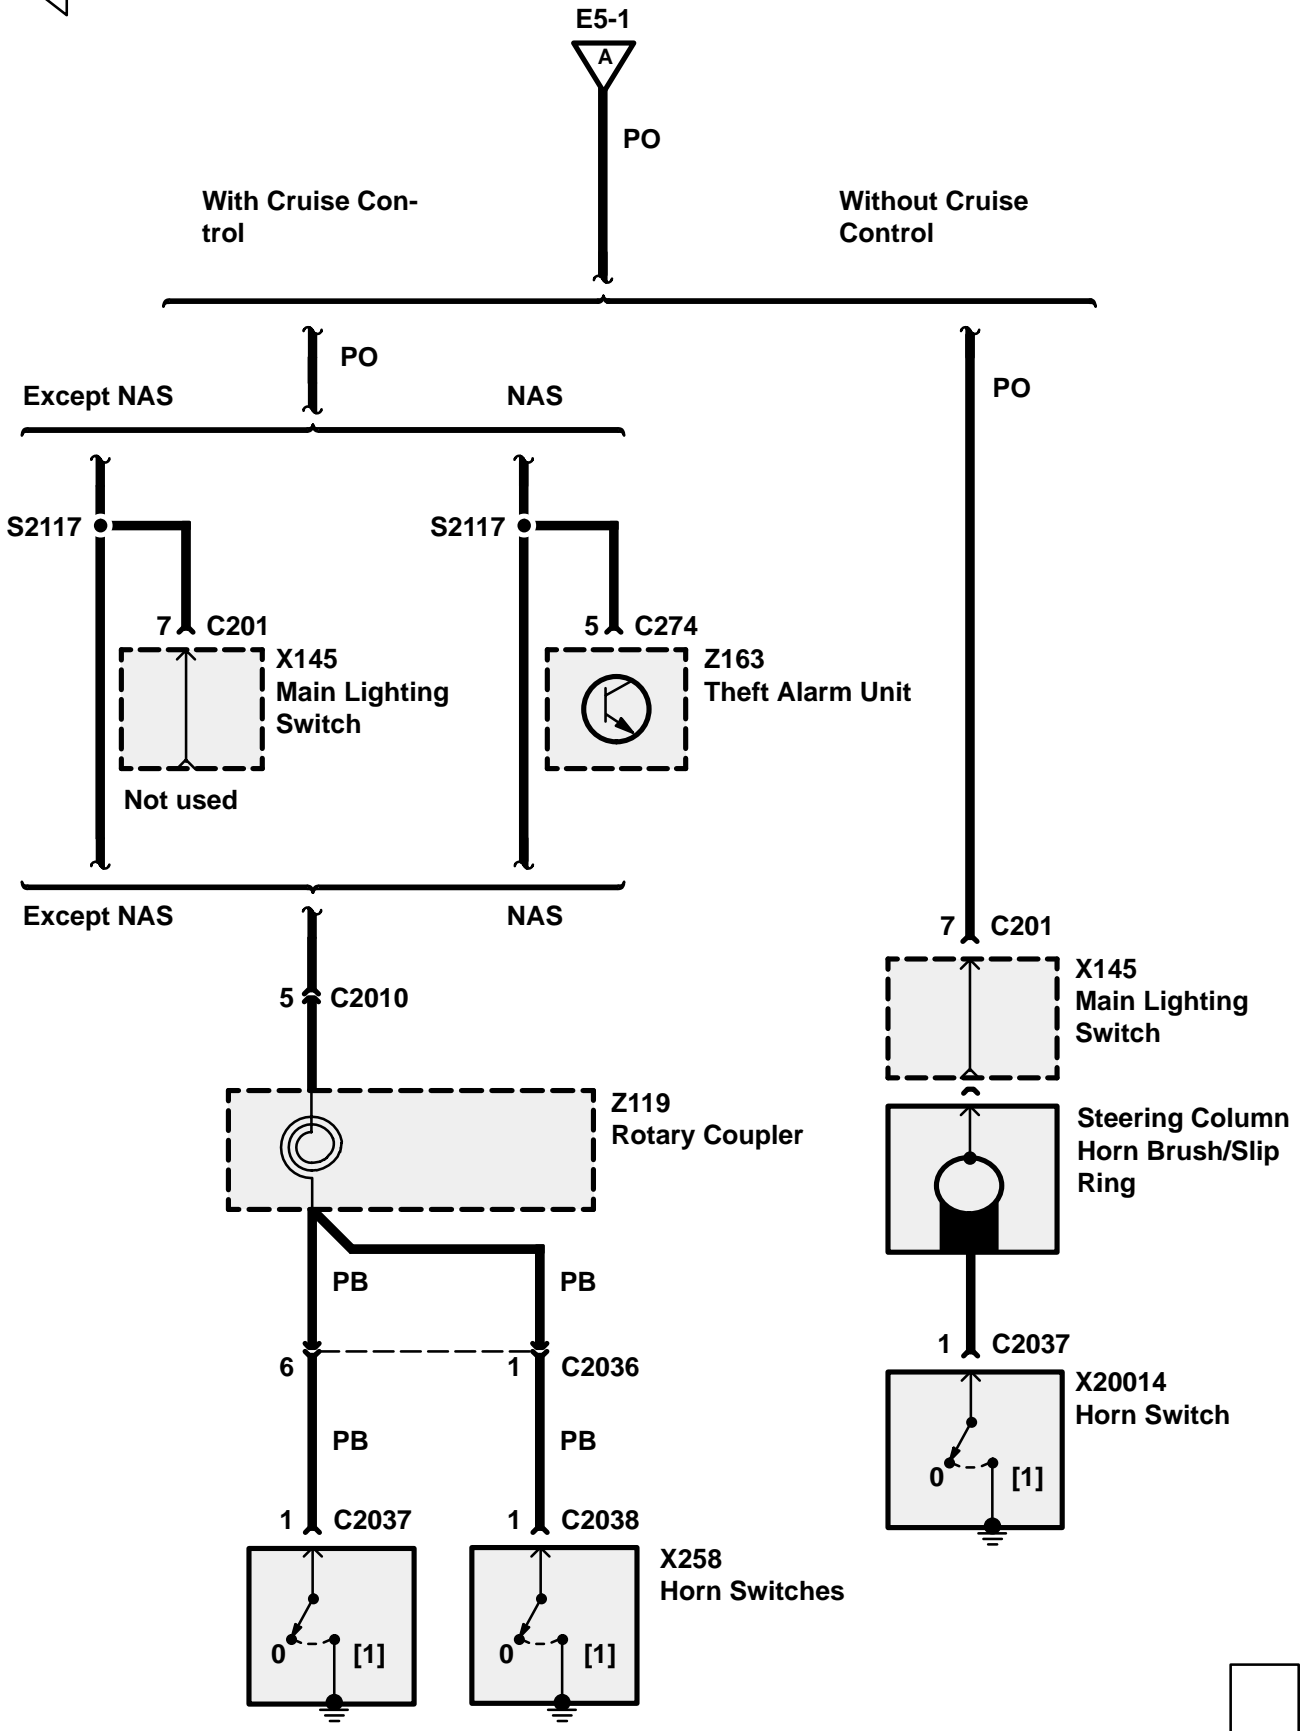 E5-1
A
PO
With Cruise Con-
trol
Without Cruise
Control
PO
PO
Except NAS
NAS
S2117
S2117
7 C201
5 C274
X145
Main Lighting
Switch
Z163
Theft Alarm Unit
Not used
Except NAS
NAS
7 C201
X145
Main Lighting
Switch
5 C2010
Z119
Rotary Coupler
Steering Column
Horn Brush/Slip
Ring
PB
PB
1 C2037
6
1 C2036
X20014
Horn Switch
0 [1]
PB
PB
1 C2037
1 C2038
X258
Horn Switches
0 [1]
0 [1]